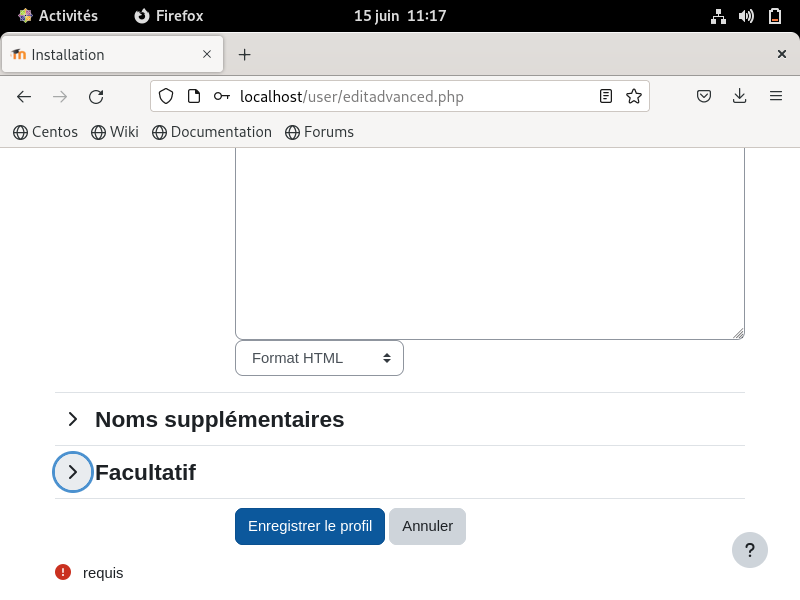 Activités
Firefox
15 juin 11:17
Installation
localhost/user/editadvanced.php
Centos
Wiki
Documentation
Forums
Format HTML
Noms supplémentaires
Facultatif
Enregistrer le profil
Annuler
?
requis